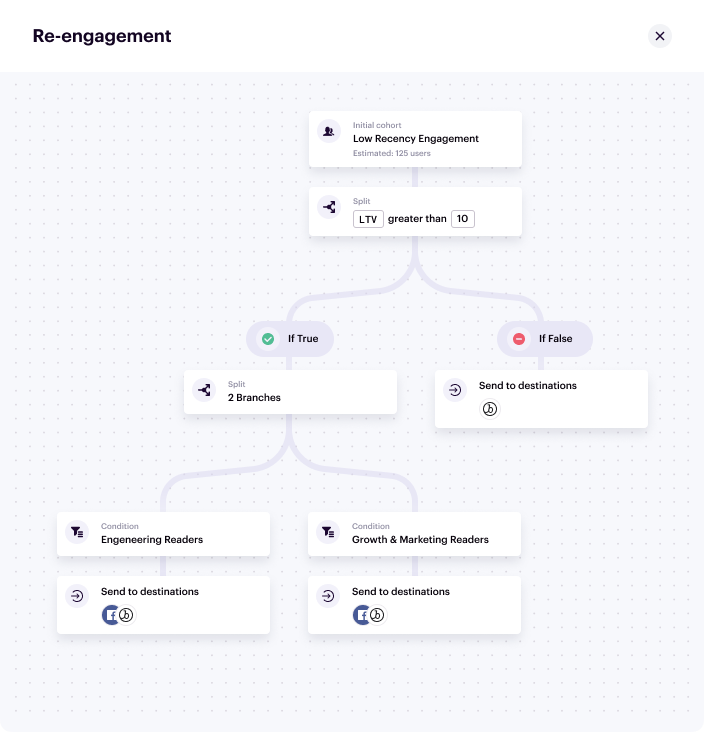 Re-engagement
Initial cohort
Low Recency Engagement
Estimated: 125 users
Split
LTV greater than 10
If True
If False
Split
2 Branches
Send to destinations
Condition
Engeneering Readers
Condition
Growth & Marketing Readers
Send to destinations
Send to destinations